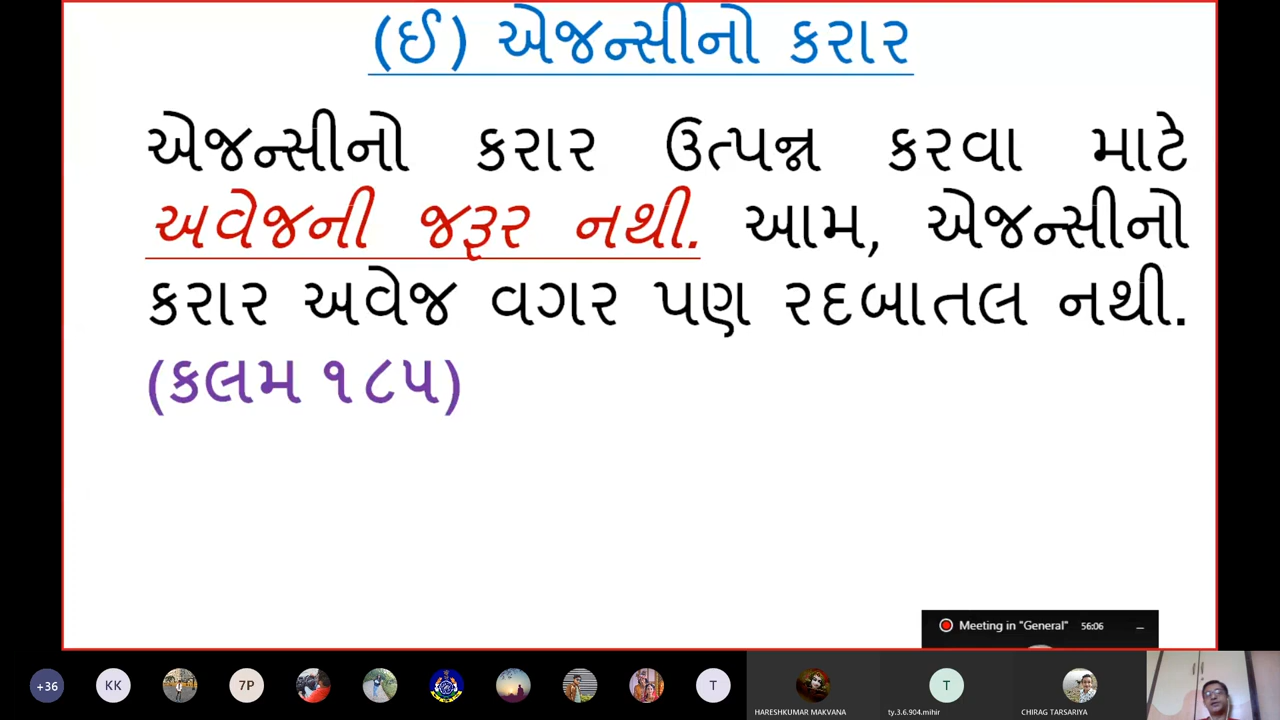 (ઈ) એજન્સીનો કરાર
એજન્સીનો કરાર ઉત્પન્ન કરવા માટે
અવેજની જરૂર નથી. આમ, એજન્સીનો
કરાર અવેજ વગર પણ રદબાતલ નથી.
(કલમ ૧૮૫)
Meeting in "General" 56:06
+36 KK 7P T T
HARESHKUMAR MAKVANA ty.3.6.904.mihir CHIRAG TARSARIYA